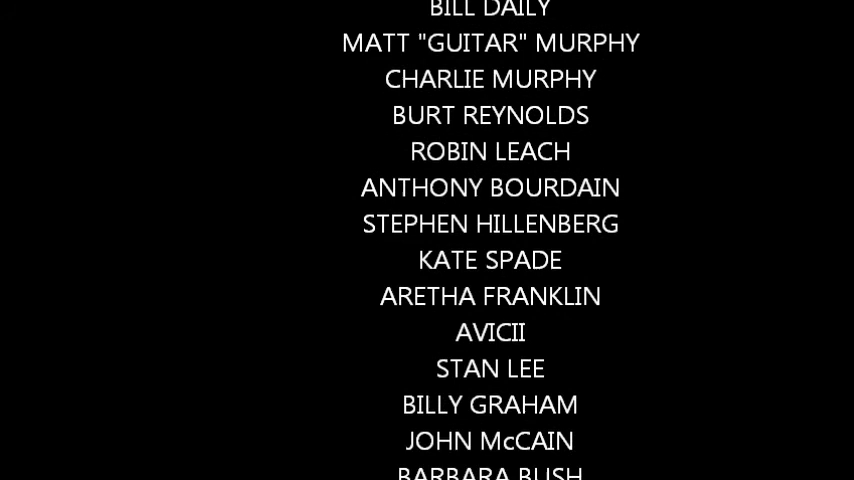 BILL DAILY
MATT "GUITAR" MURPHY
CHARLIE MURPHY
BURT REYNOLDS
ROBIN LEACH
ANTHONY BOURDAIN
STEPHEN HILLENBERG
KATE SPADE
ARETHA FRANKLIN
AVICII
STAN LEE
BILLY GRAHAM
JOHN McCAIN
BARBARA BUSH